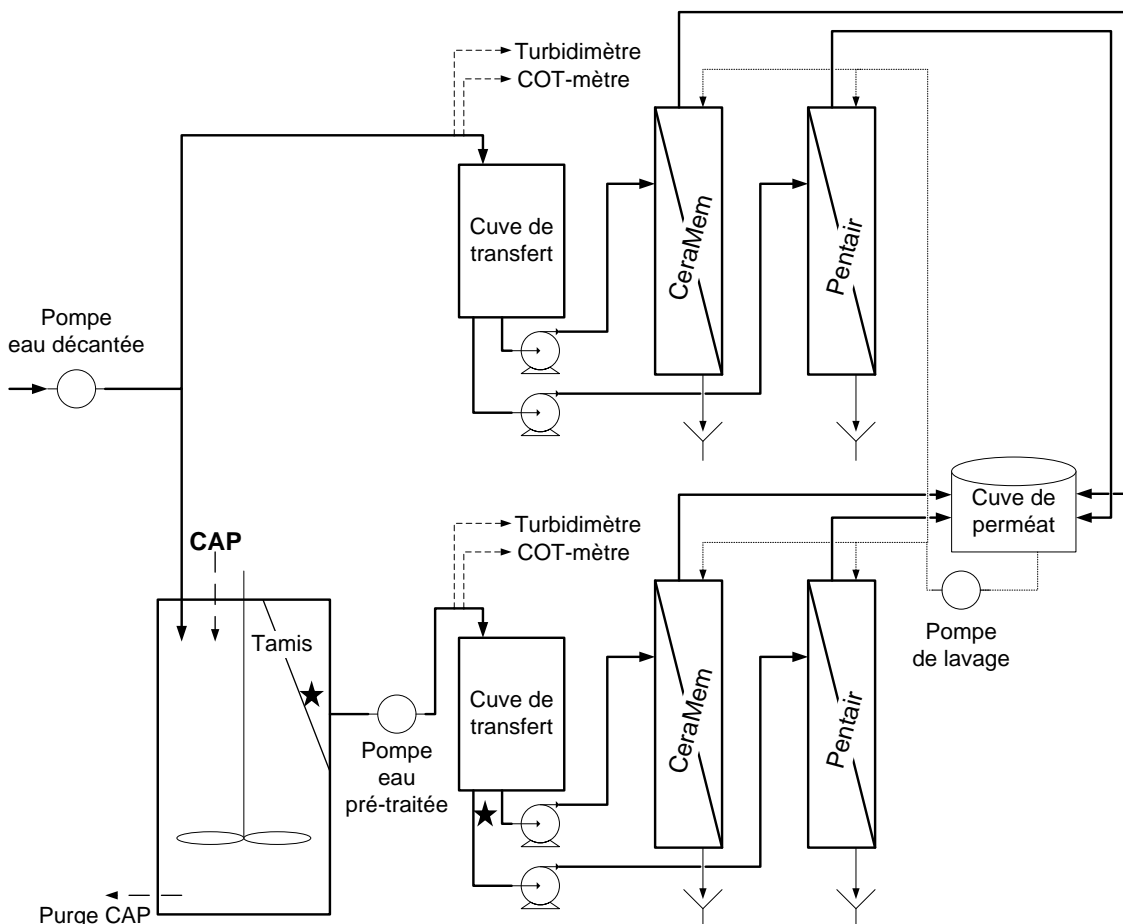 Turbidimètre
COT-mètre
Cuve de
transfert
CeraMem
Pentair
Pompe
eau décantée
Cuve de
perméat
Turbidimètre
COT-mètre
CAP
Tamis
Cuve de
transfert
CeraMem
Pentair
Pompe
de lavage
Pompe
eau
pré-traitée
Purge CAP